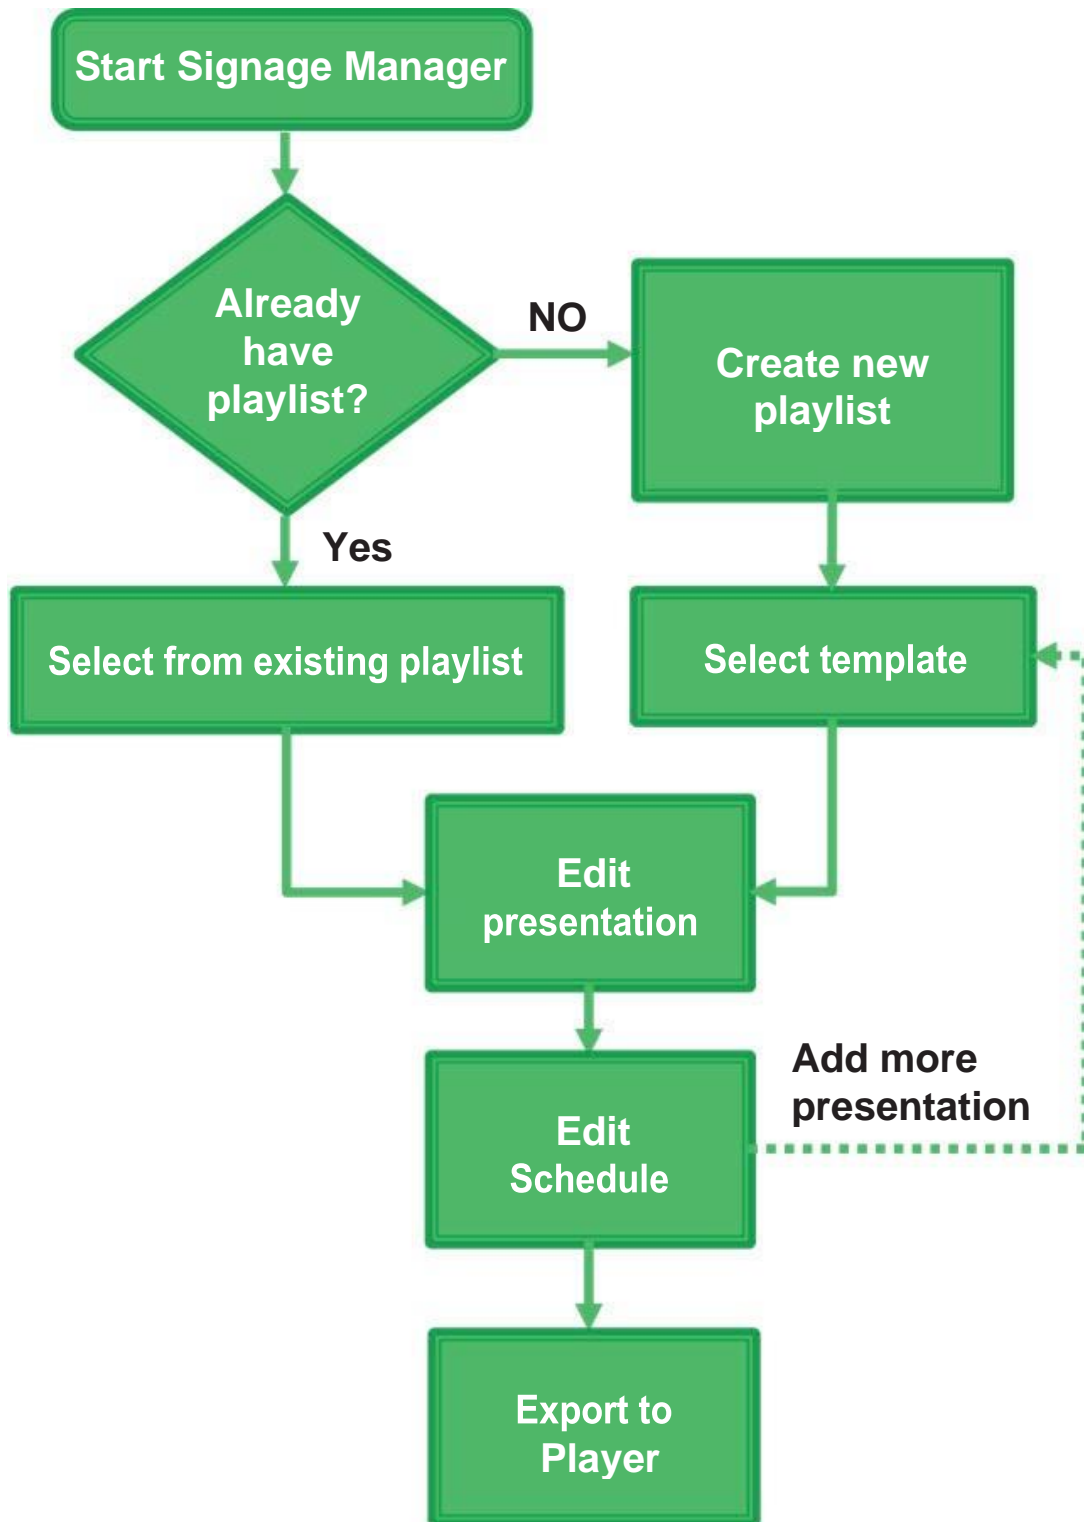 Start Signage Manager
Already
have
playlist?
NO
Create new
playlist
Yes
Select from existing playlist
Select template
Edit
presentation
Add more
presentation
Edit
Schedule
Export to
Player